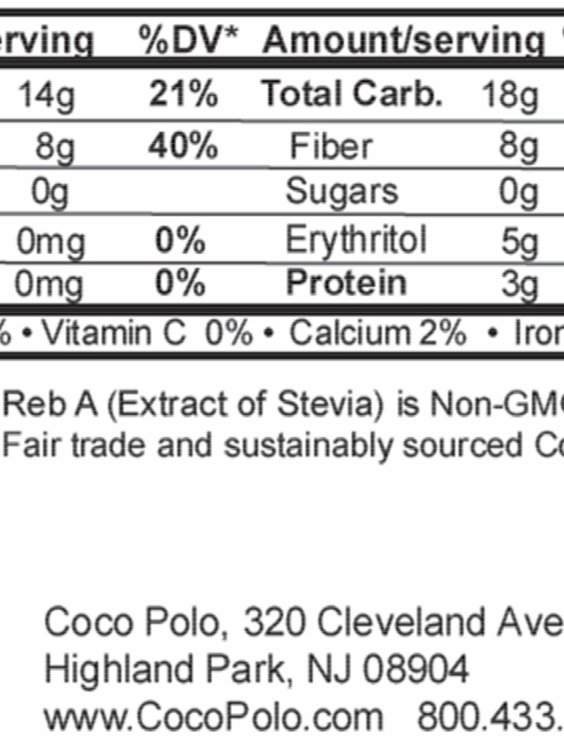 erving %DV* Amount/serving
14g 21% Total Carb. 18g
8g 40% Fiber 8g
0g Sugars 0g
0mg 0% Erythritol 5g
0mg 0% Protein 3g
% • Vitamin C 0% • Calcium 2% • Iron
Reb A (Extract of Stevia) is Non-GMO
Fair trade and sustainably sourced Co
Coco Polo, 320 Cleveland Ave
Highland Park, NJ 08904
www.CocoPolo.com 800.433.